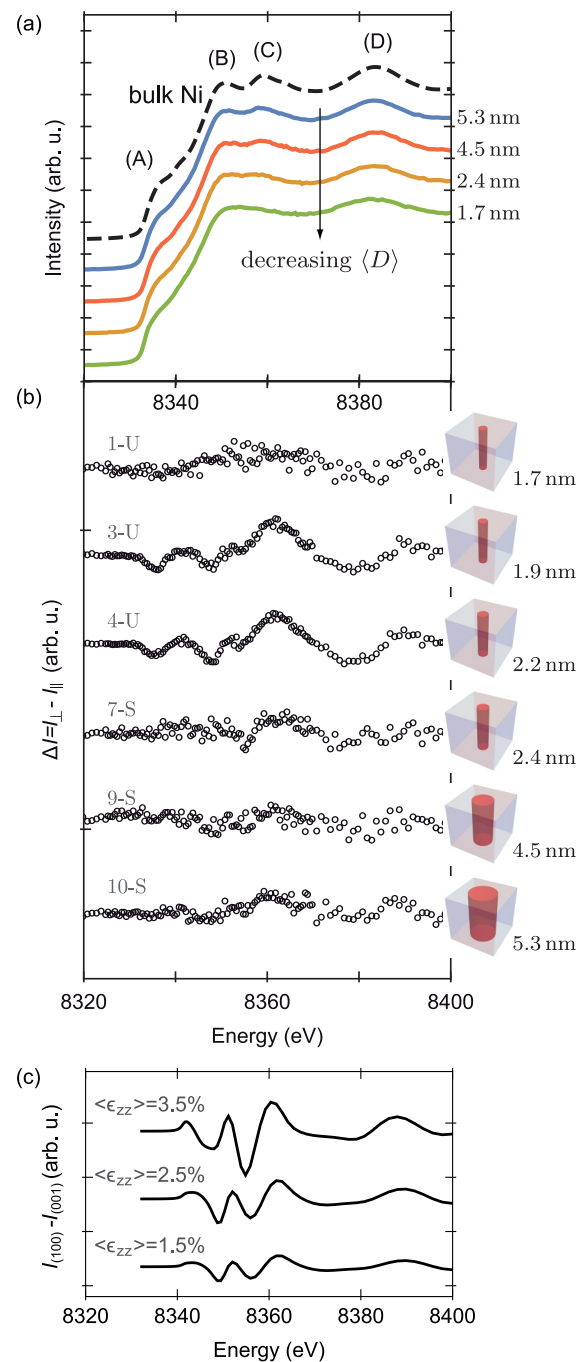 (a)
(A)
(B)
(C)
(D)
bulk Ni
5.3 nm
4.5 nm
2.4 nm
1.7 nm
decreasing ⟨D⟩
Intensity (arb. u.)
8340
8380
(b)
1-U
1.7 nm
3-U
1.9 nm
4-U
2.2 nm
7-S
2.4 nm
9-S
4.5 nm
10-S
5.3 nm
ΔI=I⊥ - I∥ (arb. u.)
8320
8340
8360
8380
8400
Energy (eV)
(c)
<ϵzz>=3.5%
<ϵzz>=2.5%
<ϵzz>=1.5%
I(100) -I(001) (arb. u.)
8320
8340
8360
8380
8400
Energy (eV)